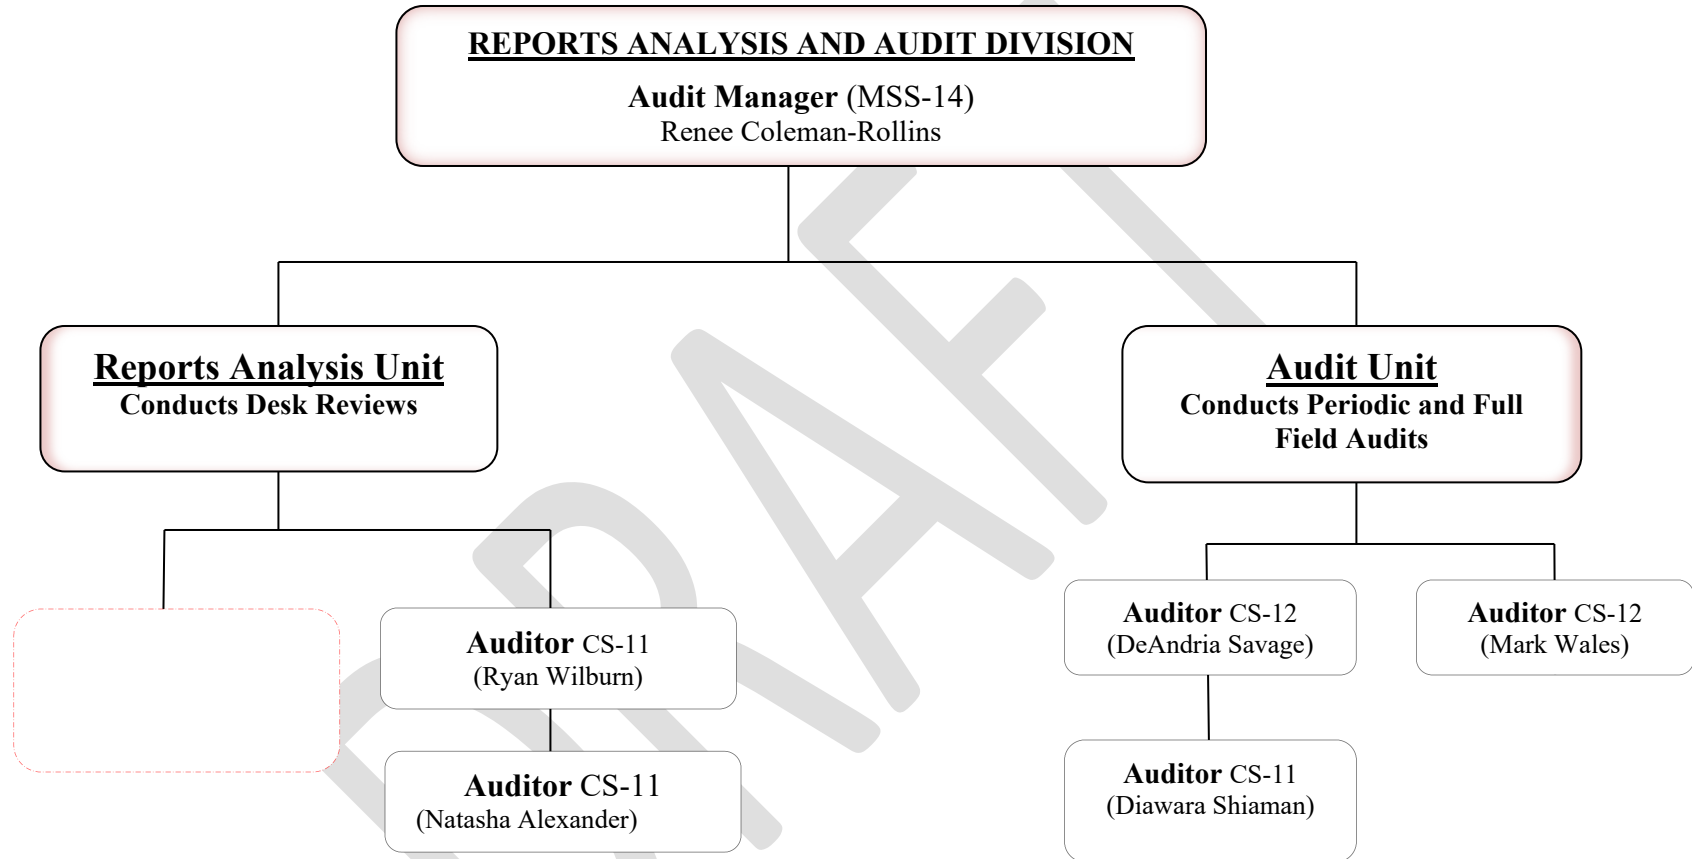 REPORTS ANALYSIS AND AUDIT DIVISION
Audit Manager (MSS-14)
Renee Coleman-Rollins
Reports Analysis Unit
Conducts Desk Reviews
Audit Unit
Conducts Periodic and Full
Field Audits
Auditor CS-11
(Ryan Wilburn)
Auditor CS-11
(Natasha Alexander)
Auditor CS-12
(DeAndria Savage)
Auditor CS-12
(Mark Wales)
Auditor CS-11
(Diawara Shiaman)
DRAFT